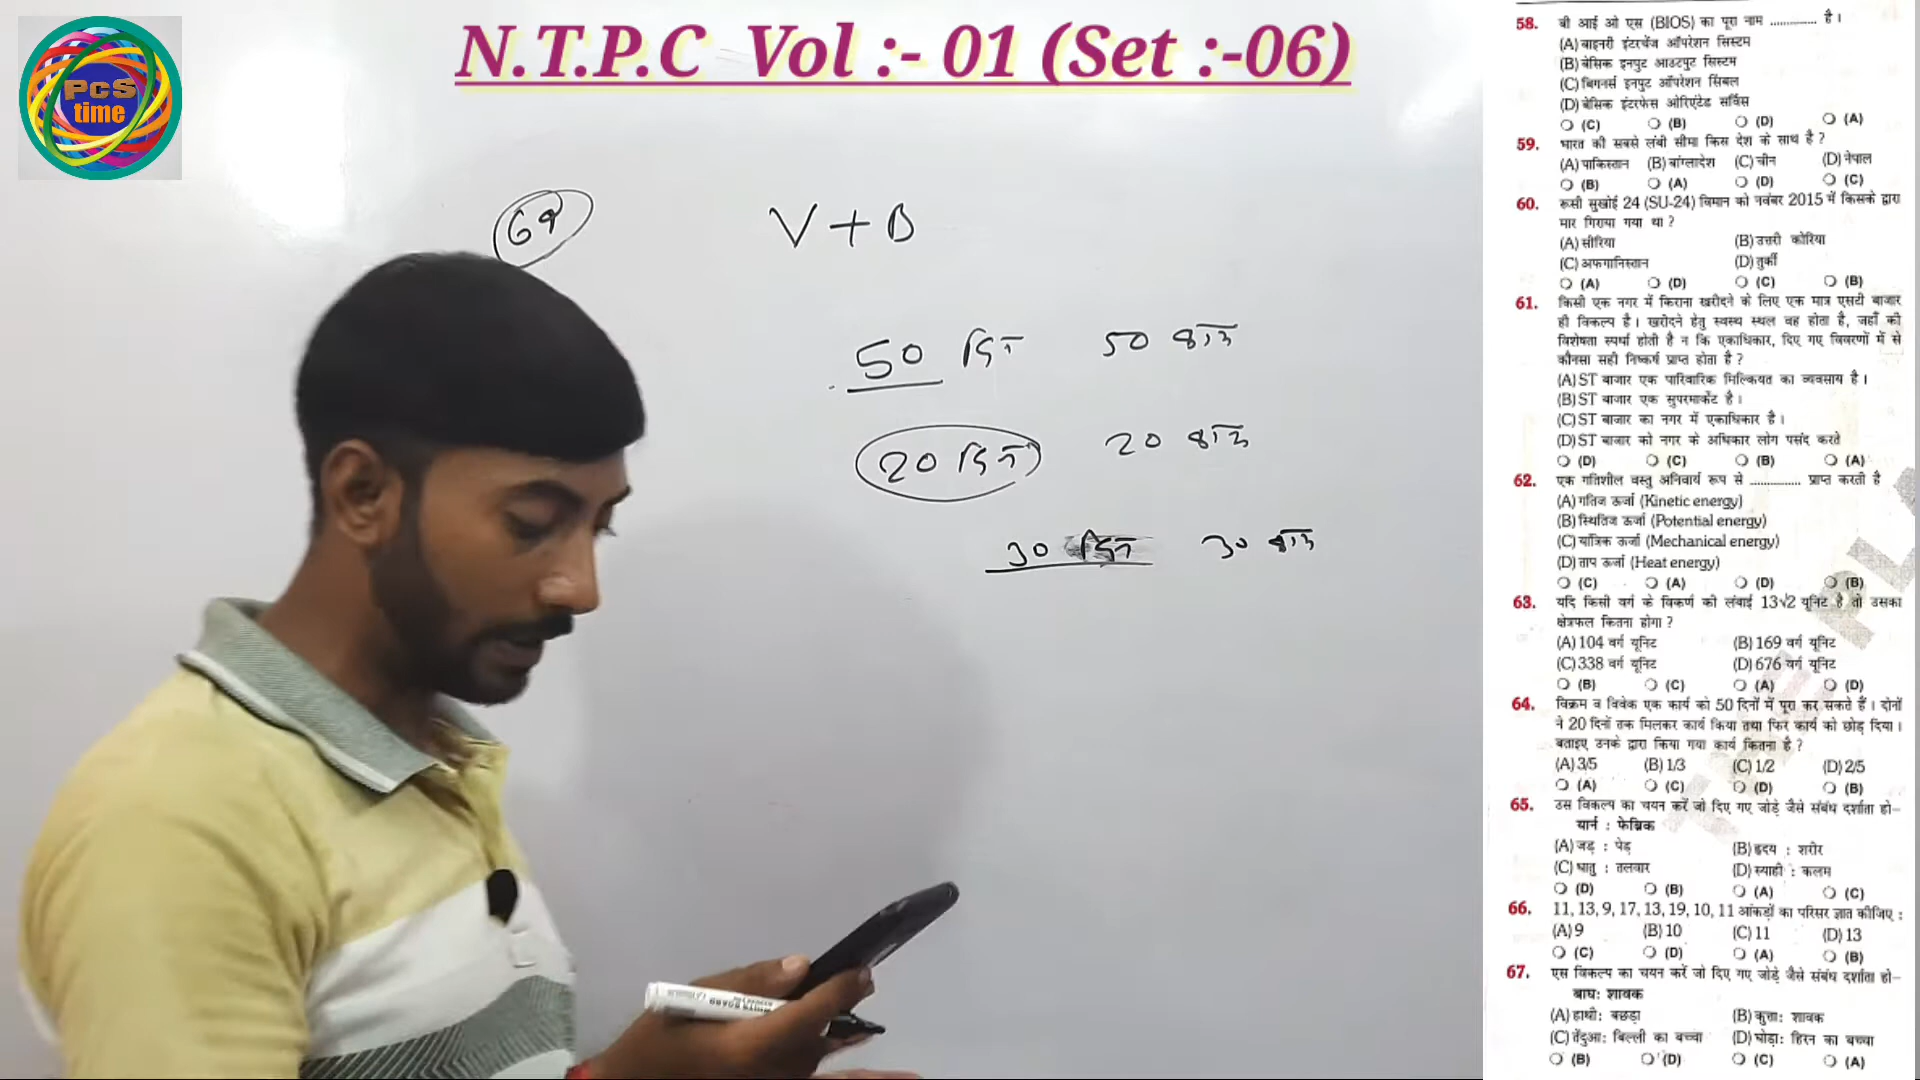 PCS
time
N.T.P.C Vol :- 01 (Set :-06)
64
V + B
50 दिन 50 काम
20 दिन 20 काम
30 दिन 30 काम
58. बी आई ओ एस (BIOS) का पूरा नाम ............. है।
(A) बाइनरी इंटरचेंज ऑपरेशन सिस्टम
(B) बेसिक इनपुट आउटपुट सिस्टम
(C) बिगनर्स इनपुट ऑपरेशन सिंबल
(D) बेसिक इंटरफेस ओरिएंटेड सर्विस
(C) (B) (D) (A)
59. भारत की सबसे लंबी सीमा किस देश के साथ है ?
(A) पाकिस्तान (B) बांग्लादेश (C) चीन (D) नेपाल
(B) (A) (D) (C)
60. रूसी सुखोई 24 (SU-24) विमान को नवंबर 2015 में किसके द्वारा
मार गिराया गया था ?
(A) सीरिया (B) उत्तरी कोरिया
(C) अफगानिस्तान (D) तुर्की
(A) (D) (C) (B)
61. किसी एक नगर में किराना खरीदने के लिए एक मात्र एसटी बाजार
ही विकल्प है। खरीदने हेतु स्वस्थ स्थल वह होता है, जहाँ की
विशेषता स्पर्धा होती है न कि एकाधिकार, दिए गए विवरणों में से
कौनसा सही निष्कर्ष प्राप्त होता है ?
(A) ST बाजार एक पारिवारिक मिल्कियत का व्यवसाय है।
(B) ST बाजार एक सुपरमार्केट है।
(C) ST बाजार का नगर में एकाधिकार है।
(D) ST बाजार को नगर के अधिकार लोग पसंद करते
(D) (C) (B) (A)
62. एक गतिशील वस्तु अनिवार्य रूप से .............. प्राप्त करती है
(A) गतिज ऊर्जा (Kinetic energy)
(B) स्थितिज ऊर्जा (Potential energy)
(C) यांत्रिक ऊर्जा (Mechanical energy)
(D) ताप ऊर्जा (Heat energy)
(C) (A) (D) (B)
63. यदि किसी वर्ग के विकर्ण की लंबाई 13√2 यूनिट है तो उसका
क्षेत्रफल कितना होगा ?
(A) 104 वर्ग यूनिट (B) 169 वर्ग यूनिट
(C) 338 वर्ग यूनिट (D) 676 वर्ग यूनिट
(B) (C) (A) (D)
64. विक्रम व विवेक एक कार्य को 50 दिनों में पूरा कर सकते हैं। दोनों
ने 20 दिनों तक मिलकर कार्य किया तथा फिर कार्य को छोड़ दिया।
बताइए उनके द्वारा किया गया कार्य कितना है ?
(A) 3/5 (B) 1/3 (C) 1/2 (D) 2/5
(A) (C) (D) (B)
65. उस विकल्प का चयन करें जो दिए गए जोड़े जैसे संबंध दर्शाता हो–
यार्न : फेब्रिक
(A) जड़ : पेड़ (B) हृदय : शरीर
(C) धातु : तलवार (D) स्याही : कलम
(D) (B) (A) (C)
66. 11, 13, 9, 17, 13, 19, 10, 11 आंकड़ों का परिसर ज्ञात कीजिए :
(A) 9 (B) 10 (C) 11 (D) 13
(C) (D) (A) (B)
67. एस विकल्प का चयन करें जो दिए गए जोड़े जैसे संबंध दर्शाता हो–
बाघ: शावक
(A) हाथी: बछड़ा (B) कुत्ता: शावक
(C) तेंदुआ: बिल्ली का बच्चा (D) घोड़ा: हिरन का बच्चा
(B) (D) (C) (A)